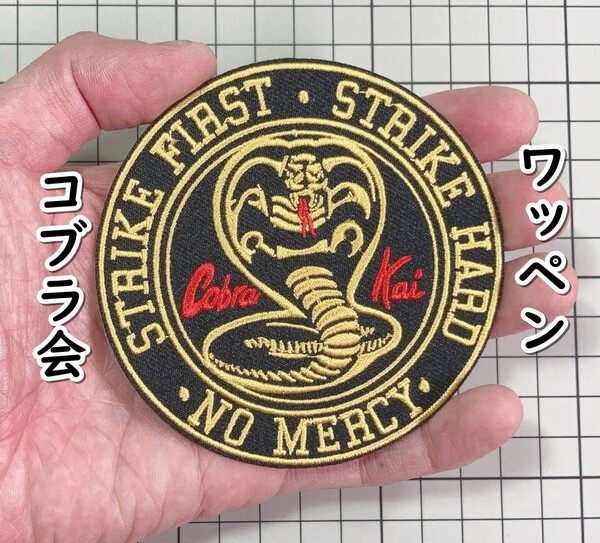 コブラ会
ワッペン
STRIKE FIRST • STRIKE HARD
• NO MERCY •
Cobra Kai